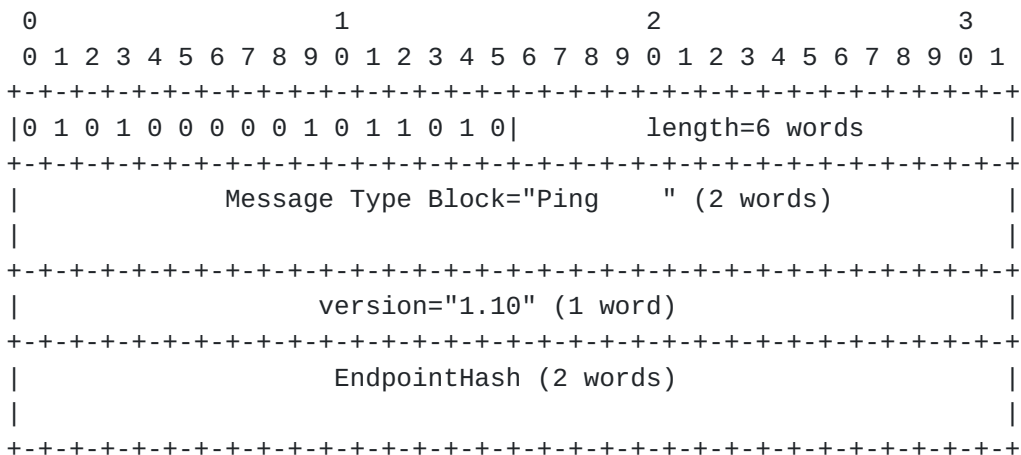 0                   1                   2                   3
 0 1 2 3 4 5 6 7 8 9 0 1 2 3 4 5 6 7 8 9 0 1 2 3 4 5 6 7 8 9 0 1
+-+-+-+-+-+-+-+-+-+-+-+-+-+-+-+-+-+-+-+-+-+-+-+-+-+-+-+-+-+-+-+-+
|0 1 0 1 0 0 0 0 0 1 0 1 1 0 1 0|        length=6 words         |
+-+-+-+-+-+-+-+-+-+-+-+-+-+-+-+-+-+-+-+-+-+-+-+-+-+-+-+-+-+-+-+-+
|             Message Type Block="Ping    " (2 words)           |
|                                                               |
+-+-+-+-+-+-+-+-+-+-+-+-+-+-+-+-+-+-+-+-+-+-+-+-+-+-+-+-+-+-+-+-+
|                   version="1.10" (1 word)                     |
+-+-+-+-+-+-+-+-+-+-+-+-+-+-+-+-+-+-+-+-+-+-+-+-+-+-+-+-+-+-+-+-+
|                    EndpointHash (2 words)                     |
|                                                               |
+-+-+-+-+-+-+-+-+-+-+-+-+-+-+-+-+-+-+-+-+-+-+-+-+-+-+-+-+-+-+-+-+